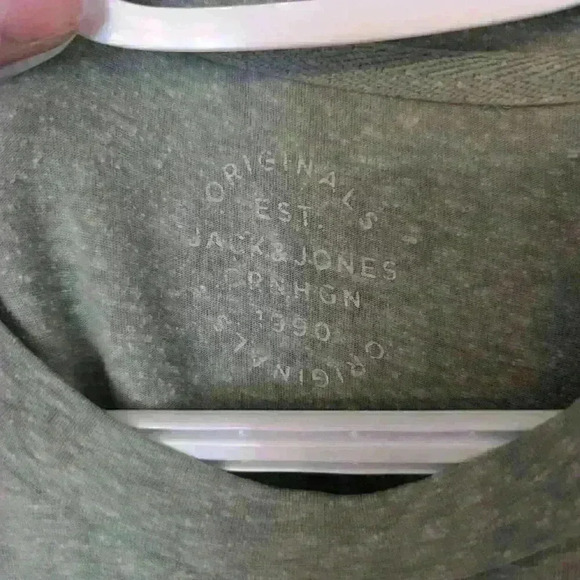 ORIGINALS
EST.
JACK&JONES
CPNHGN
1990
ORIGINALS